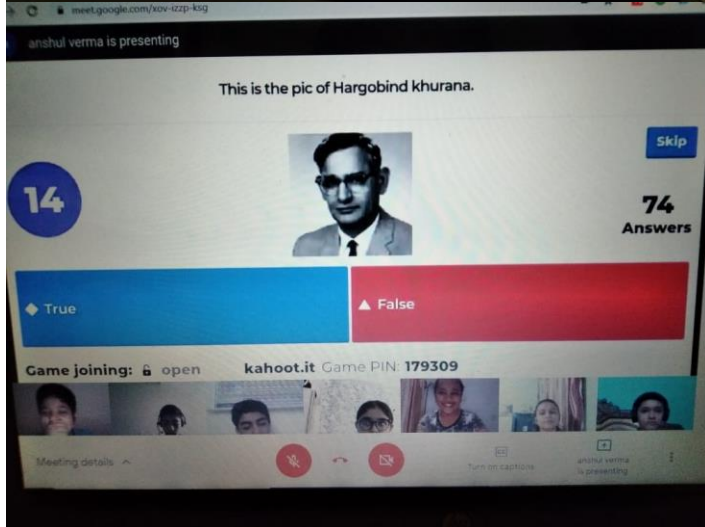 meet.google.com/xov-izzp-ksg
anshul verma is presenting
This is the pic of Hargobind khurana.
Skip
14
74
Answers
True
False
Game joining: open kahoot.it Game PIN: 179309
Meeting details
Turn on captions
anshul verma
is presenting